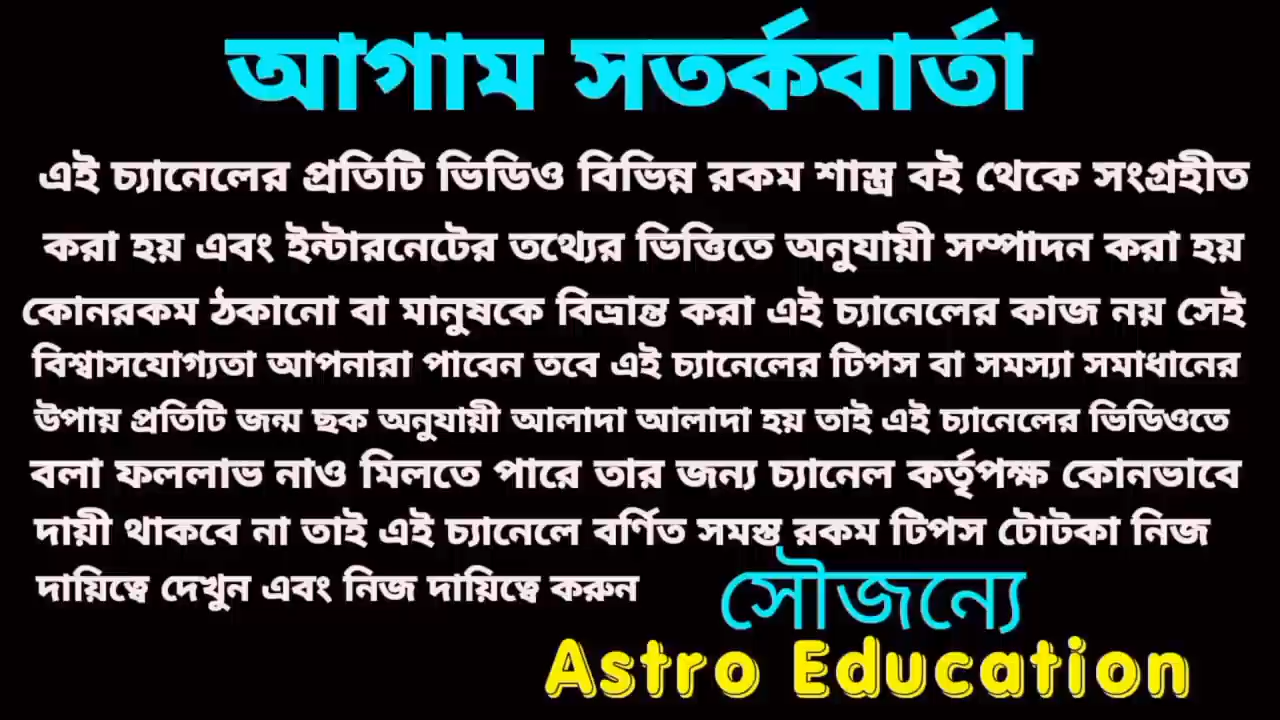 আগাম সতর্কবার্তা
এই চ্যানেলের প্রতিটি ভিডিও বিভিন্ন রকম শাস্ত্র বই থেকে সংগ্রহীত
করা হয় এবং ইন্টারনেটের তথ্যের ভিত্তিতে অনুযায়ী সম্পাদন করা হয়
কোনরকম ঠকানো বা মানুষকে বিভ্রান্ত করা এই চ্যানেলের কাজ নয় সেই
বিশ্বাসযোগ্যতা আপনারা পাবেন তবে এই চ্যানেলের টিপস বা সমস্যা সমাধানের
উপায় প্রতিটি জন্ম ছক অনুযায়ী আলাদা আলাদা হয় তাই এই চ্যানেলের ভিডিওতে
বলা ফললাভ নাও মিলতে পারে তার জন্য চ্যানেল কর্তৃপক্ষ কোনভাবে
দায়ী থাকবে না তাই এই চ্যানেলে বর্ণিত সমস্ত রকম টিপস টোটকা নিজ
দায়িত্বে দেখুন এবং নিজ দায়িত্বে করুন
সৌজন্যে
Astro Education